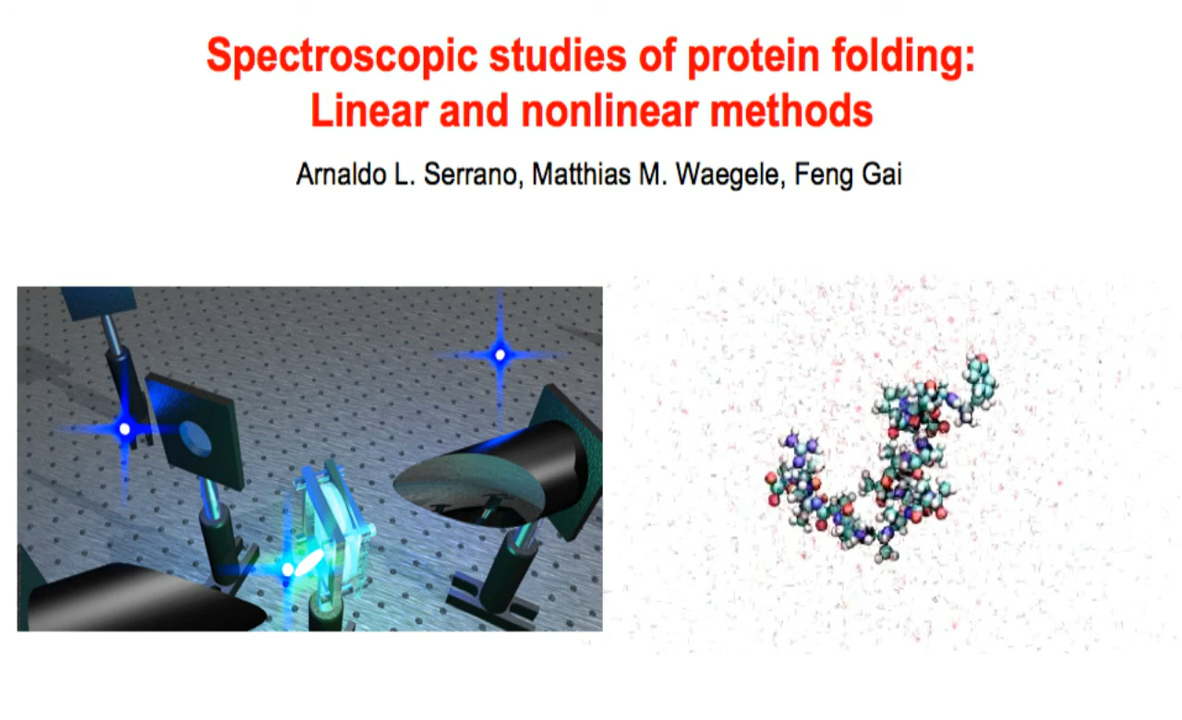 Spectroscopic studies of protein folding:
Linear and nonlinear methods
Arnaldo L. Serrano, Matthias M. Waegele, Feng Gai